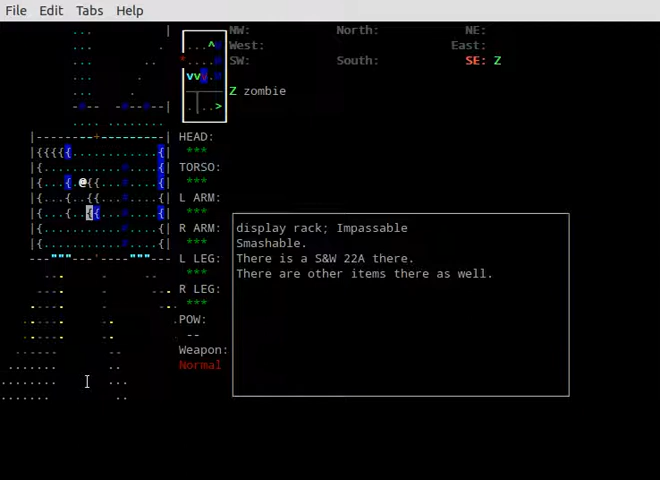 File Edit Tabs Help
NW: North: NE:
West: East:
SW: South: SE: Z
Z zombie
HEAD:
***
TORSO:
***
L ARM:
***
R ARM:
***
L LEG:
***
R LEG:
***
POW:
--
Weapon:
Normal
display rack; Impassable
Smashable.
There is a S&W 22A there.
There are other items there as well.